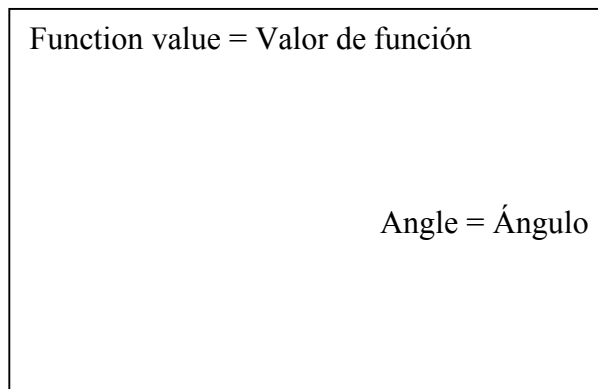 Function value = Valor de función
Angle = Ángulo